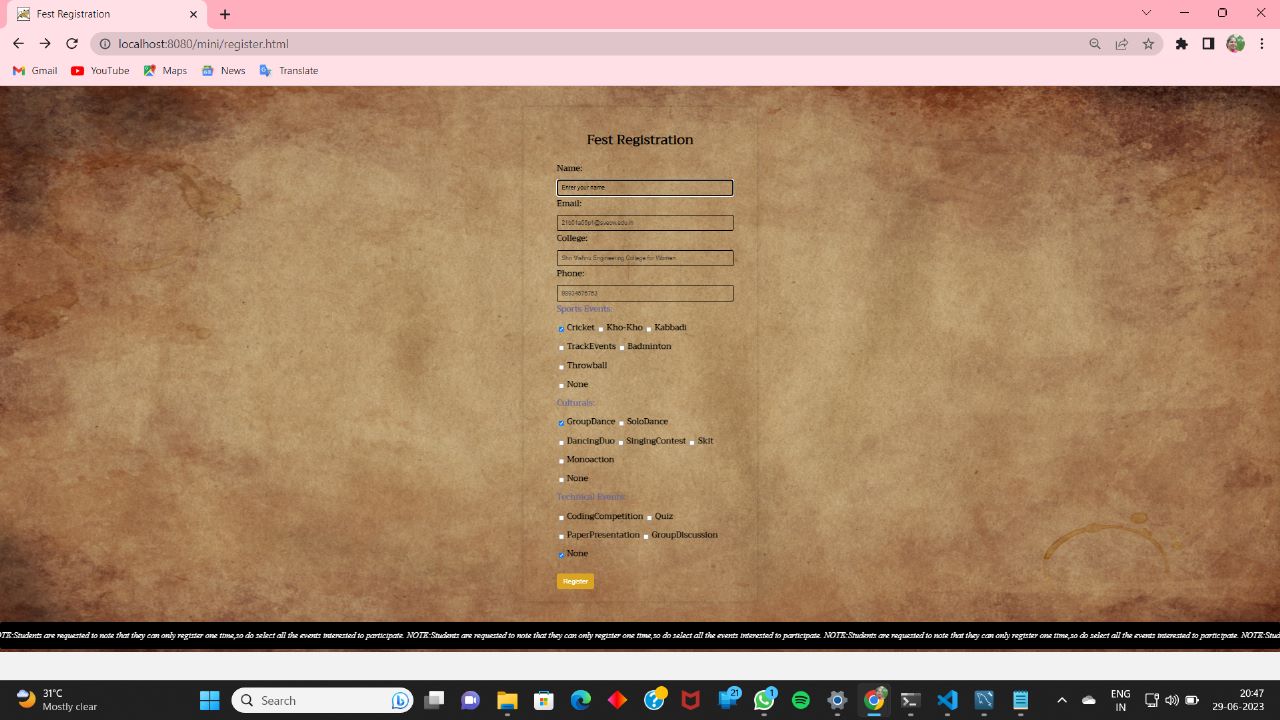 Fest Registration
localhost:8080/mini/register.html
Gmail YouTube Maps News Translate
Fest Registration
Name:
Enter your name
Email:
College:
Shri Vishnu Engineering College for Women
Phone:
Sports Events:
Cricket Kho-Kho Kabbadi
TrackEvents Badminton
Throwball
None
Culturals:
GroupDance SoloDance
DancingDuo SingingContest Skit
Monoaction
None
Technical Events:
CodingCompetition Quiz
PaperPresentation GroupDiscussion
None
Register
OTE:Students are requested to note that they can only register one time,so do select all the events interested to participate. NOTE:Students are requested to note that they can only register one time,so do select all the events interested to participate. NOTE:Students are requested to note that they can only register one time,so do select all the events interested to participate. NOTE:Stud
31°C
Mostly clear
Search
21
1
ENG
IN
20:47
29-06-2023